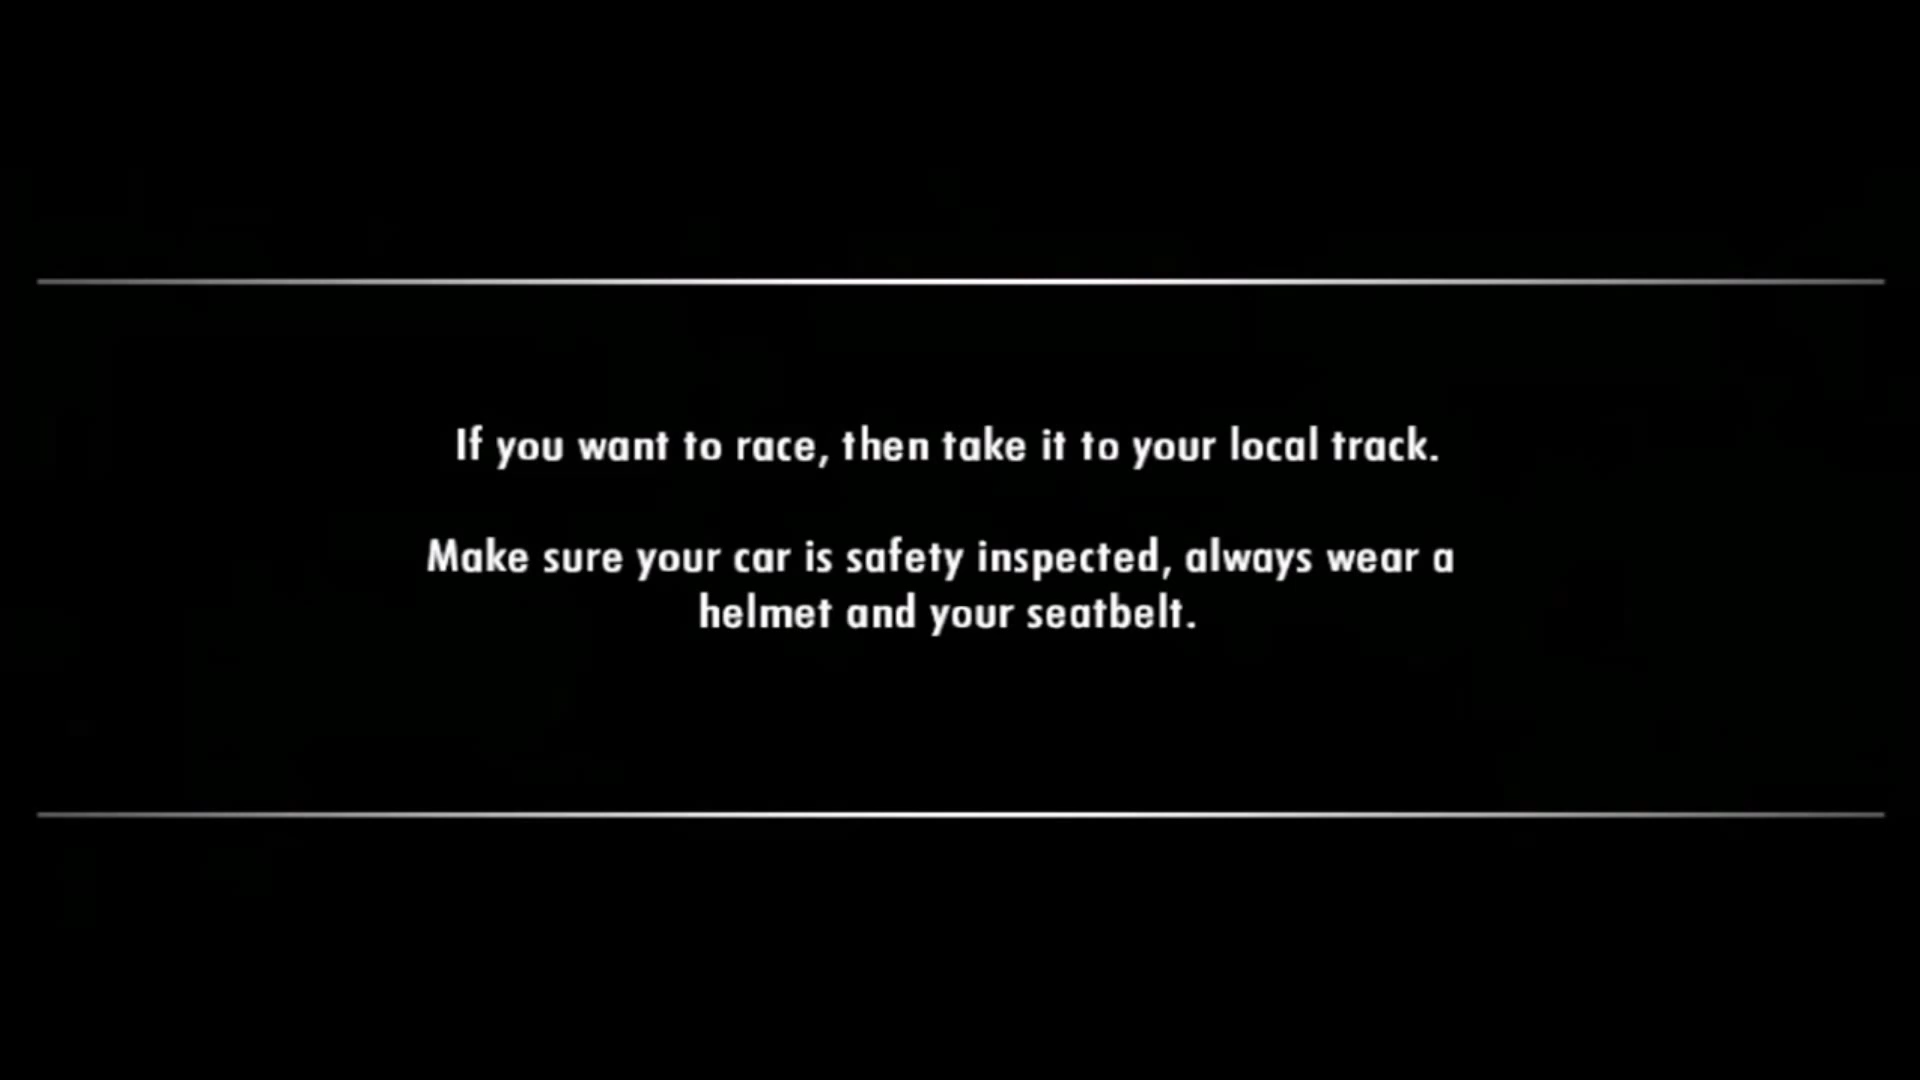 If you want to race, then take it to your local track.
Make sure your car is safety inspected, always wear a
helmet and your seatbelt.